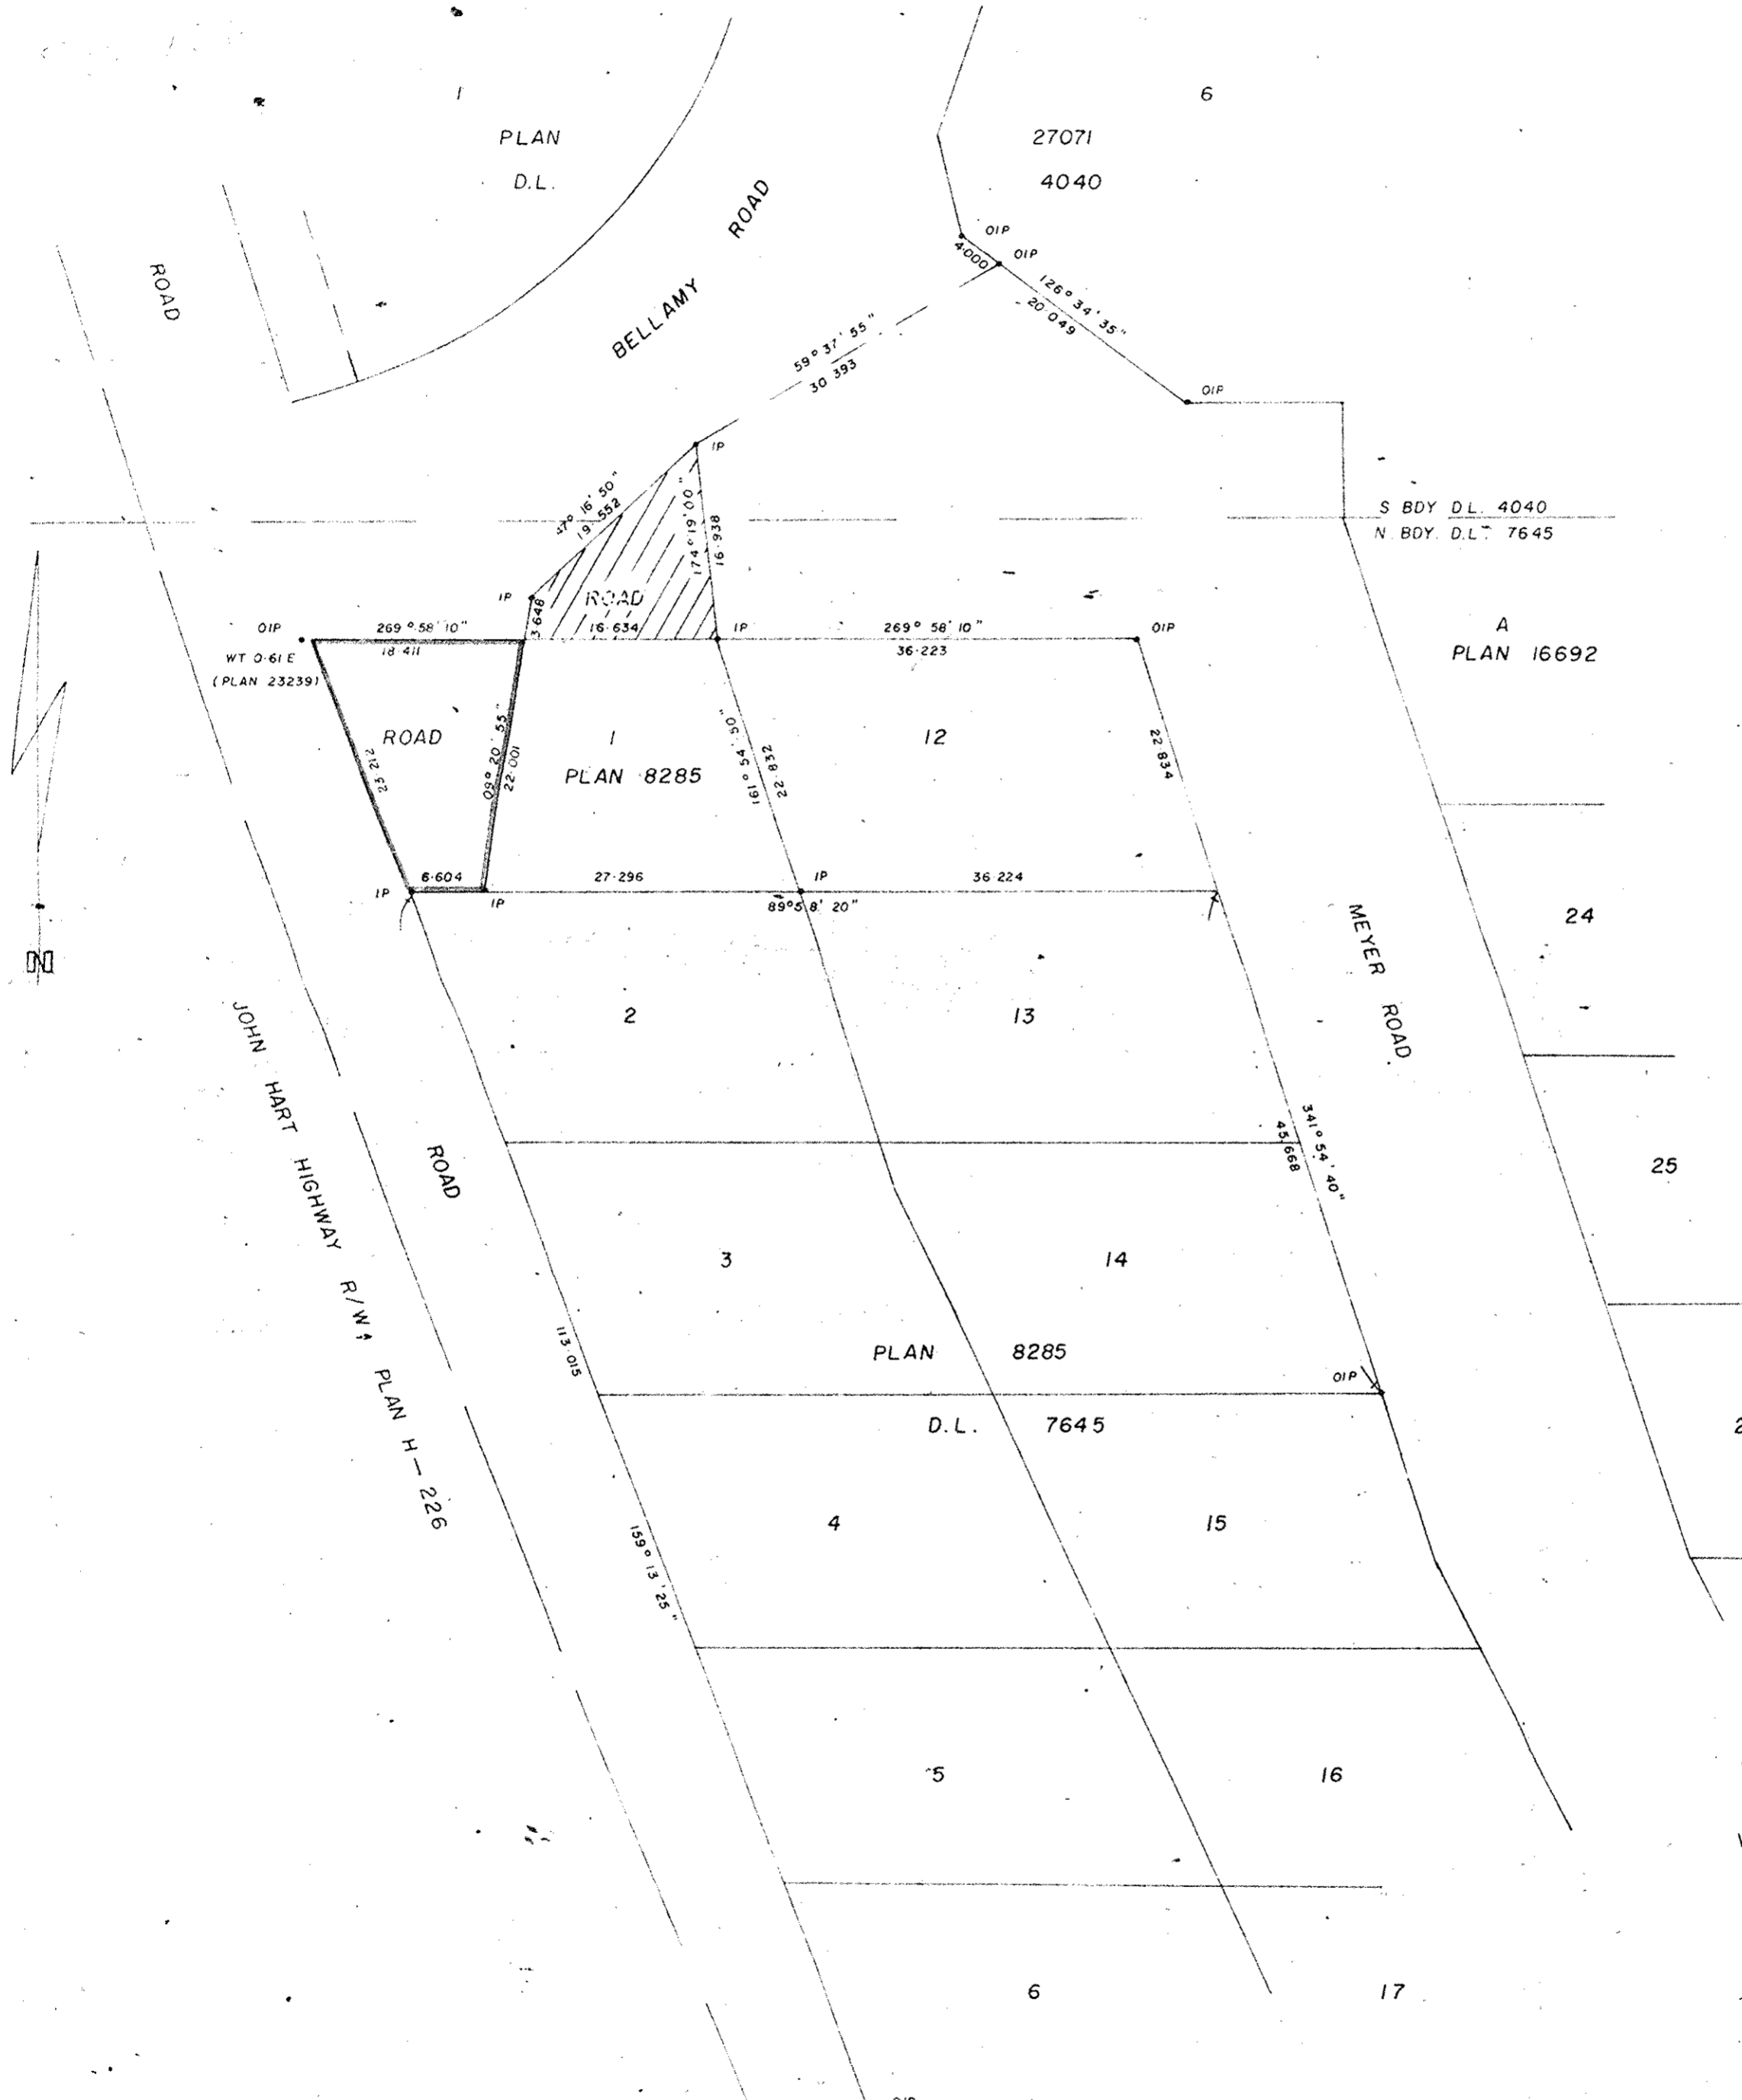 1
6
PLAN
27071
D.L.
4040
ROAD
BELLAMY ROAD
OIP
4·000
OIP
126° 34' 35"
20·049
59° 37' 55"
30 393
OIP
IP
47° 16' 50"
19·552
174° 19' 00"
16·938
S BDY D.L. 4040
N. BDY. D.L. 7645
IP
ROAD
3·648
OIP
269° 58' 10"
16·634
IP
269° 58' 10"
OIP
WT 0·61 E
18·411
36·223
(PLAN 23239)
A
PLAN 16692
ROAD
1
12
PLAN 8285
23·212
09° 20' 55"
22·001
161° 54' 50"
22·832
22 834
IP
6·604
IP
27·296
IP
36·224
89° 58' 20"
MEYER ROAD
24
N
2
13
JOHN HART HIGHWAY R/W PLAN H-226
ROAD
341° 54' 40"
45·668
25
3
14
113·015
PLAN 8285
OIP
D.L. 7645
2
159° 13' 25"
4
15
5
16
6
17